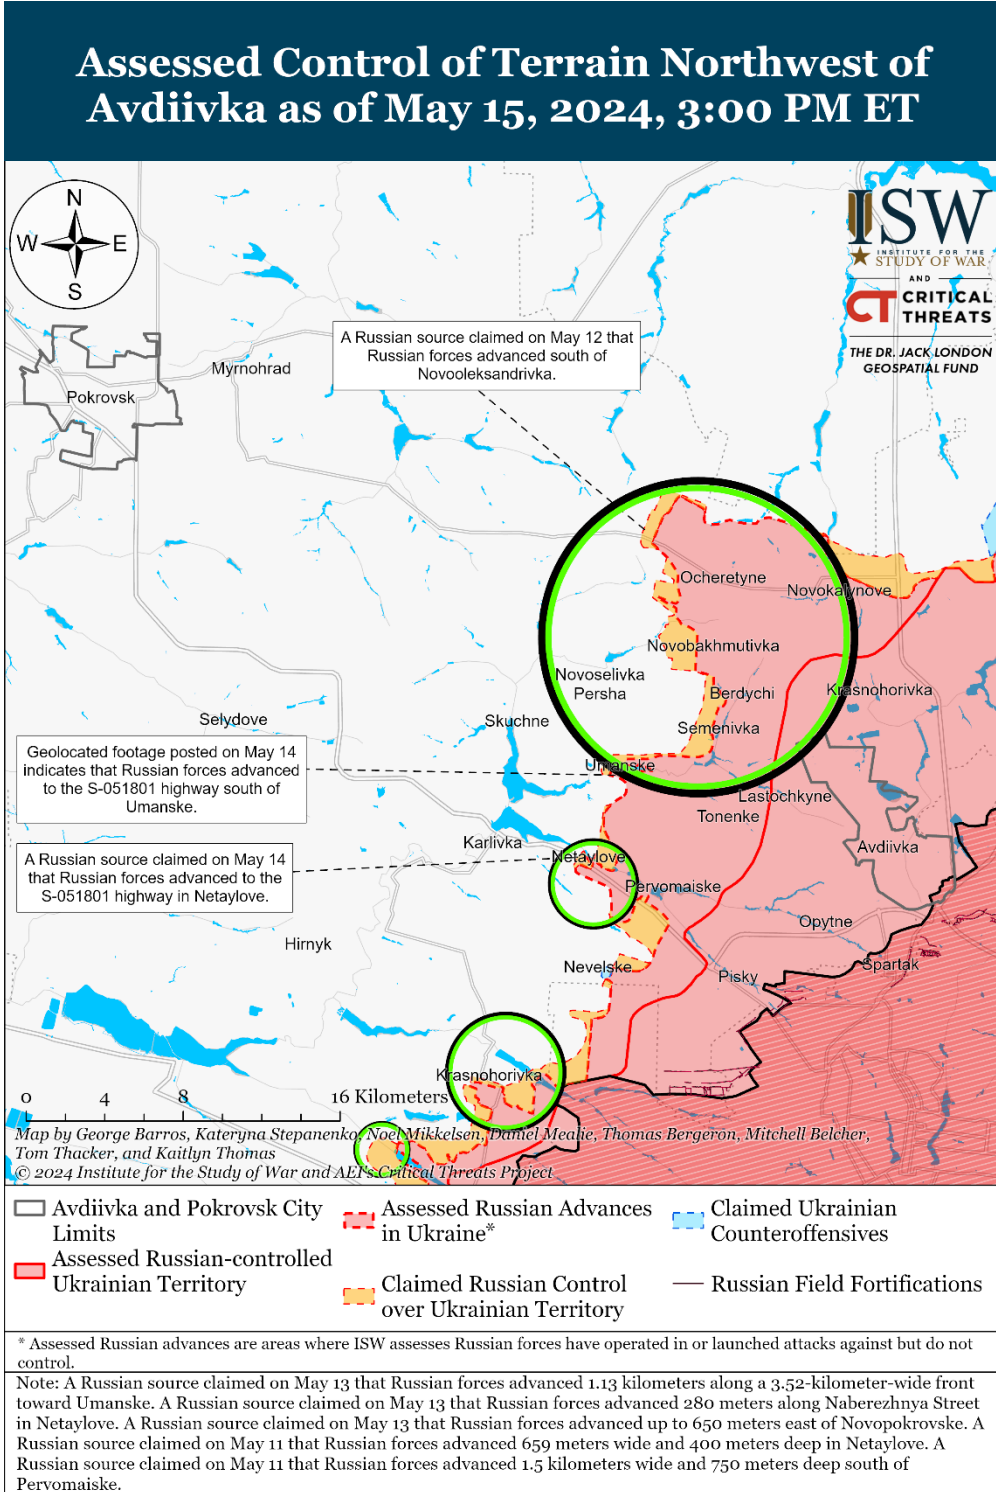 Assessed Control of Terrain Northwest of
Avdiivka as of May 15, 2024, 3:00 PM ET
N
W
E
S
ISW
INSTITUTE FOR THE
STUDY OF WAR
AND
CT CRITICAL
THREATS
THE DR. JACK LONDON
GEOSPATIAL FUND
A Russian source claimed on May 12 that
Russian forces advanced south of
Novooleksandrivka.
Myrnohrad
Pokrovsk
Ocheretyne
Novokalynove
Novobakhmutivka
Novoselivka
Persha
Berdychi
Krasnohorivka
Selydove
Skuchne
Semenivka
Geolocated footage posted on May 14
indicates that Russian forces advanced
to the S-051801 highway south of
Umanske.
Umanske
Lastochkyne
Tonenke
Karlivka
Avdiivka
A Russian source claimed on May 14
that Russian forces advanced to the
S-051801 highway in Netaylove.
Netaylove
Pervomaiske
Opytne
Hirnyk
Nevelske
Pisky
Spartak
Krasnohorivka
0 4 8 16 Kilometers
Map by George Barros, Kateryna Stepanenko, Noel Mikkelsen, Daniel Mealie, Thomas Bergeron, Mitchell Belcher,
Tom Thacker, and Kaitlyn Thomas
© 2024 Institute for the Study of War and AEI's Critical Threats Project
Avdiivka and Pokrovsk City
Limits
Assessed Russian-controlled
Ukrainian Territory
Assessed Russian Advances
in Ukraine*
Claimed Russian Control
over Ukrainian Territory
Claimed Ukrainian
Counteroffensives
Russian Field Fortifications
* Assessed Russian advances are areas where ISW assesses Russian forces have operated in or launched attacks against but do not
control.
Note: A Russian source claimed on May 13 that Russian forces advanced 1.13 kilometers along a 3.52-kilometer-wide front
toward Umanske. A Russian source claimed on May 13 that Russian forces advanced 280 meters along Naberezhnya Street
in Netaylove. A Russian source claimed on May 13 that Russian forces advanced up to 650 meters east of Novopokrovske. A
Russian source claimed on May 11 that Russian forces advanced 659 meters wide and 400 meters deep in Netaylove. A
Russian source claimed on May 11 that Russian forces advanced 1.5 kilometers wide and 750 meters deep south of
Pervomaiske.